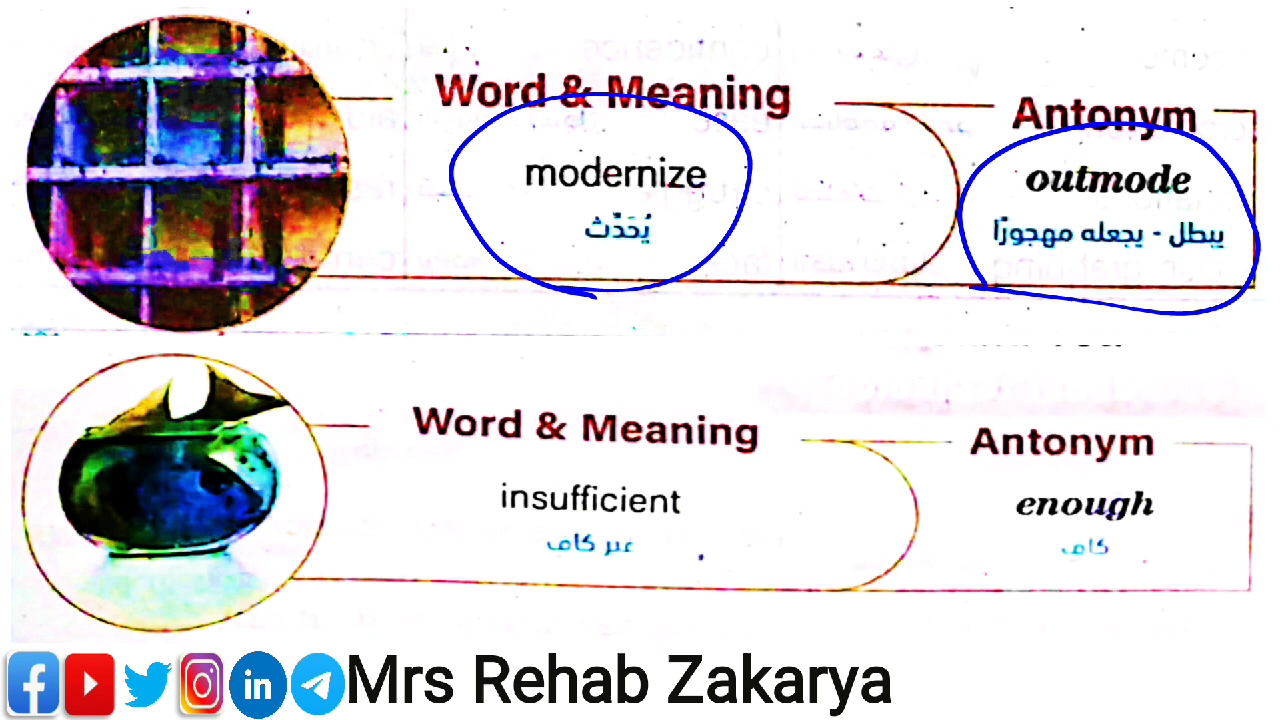 Word & Meaning
Antonym
modernize
outmode
يُحَدِّث
يبطل - يجعله مهجورًا
Word & Meaning
Antonym
insufficient
enough
غير كافٍ
كافٍ
Mrs Rehab Zakarya